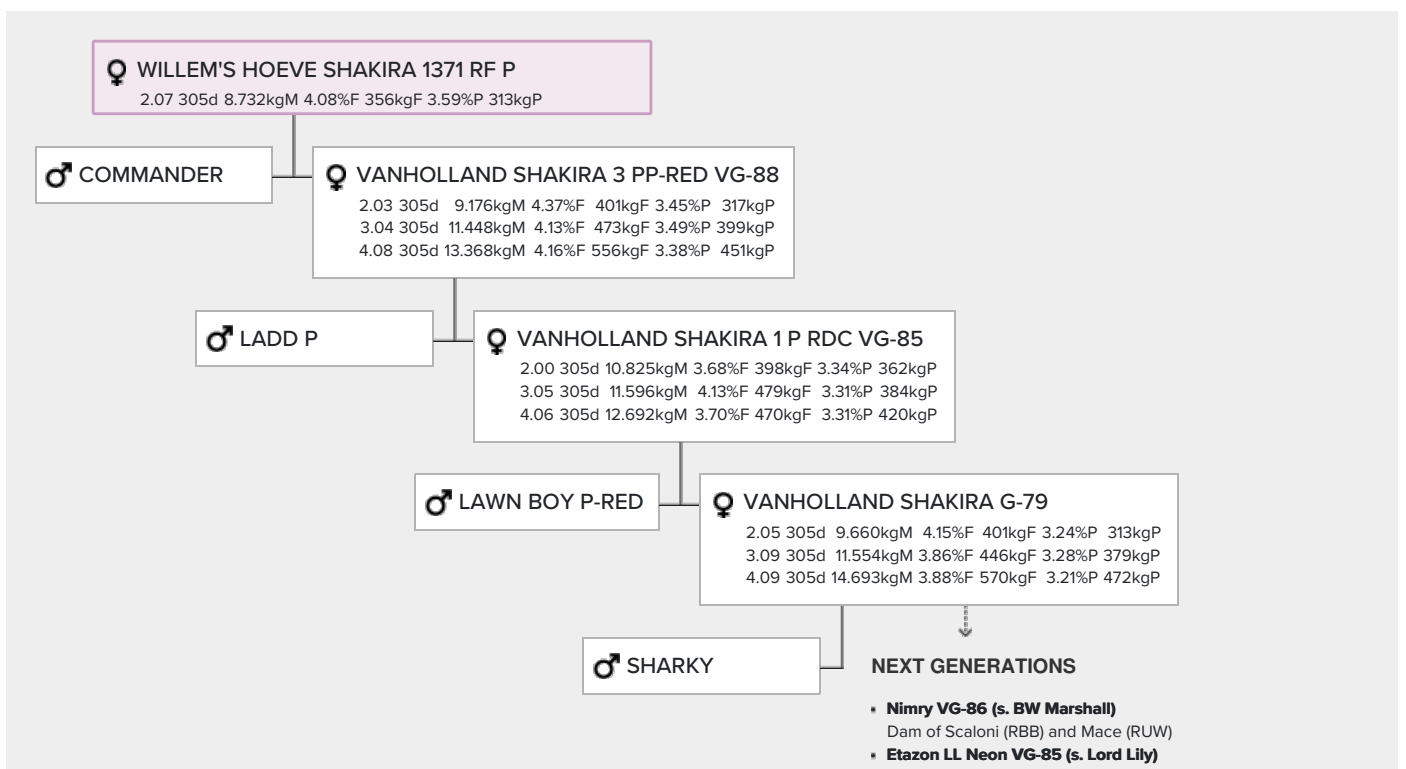 WILLEM'S HOEVE SHAKIRA 1371 RF P
2.07 305d 8.732kgM 4.08%F 356kgF 3.59%P 313kgP
COMMANDER
VANHOLLAND SHAKIRA 3 PP-RED VG-88
2.03 305d 9.176kgM 4.37%F 401kgF 3.45%P 317kgP
3.04 305d 11.448kgM 4.13%F 473kgF 3.49%P 399kgP
4.08 305d 13.368kgM 4.16%F 556kgF 3.38%P 451kgP
LADD P
VANHOLLAND SHAKIRA 1 P RDC VG-85
2.00 305d 10.825kgM 3.68%F 398kgF 3.34%P 362kgP
3.05 305d 11.596kgM 4.13%F 479kgF 3.31%P 384kgP
4.06 305d 12.692kgM 3.70%F 470kgF 3.31%P 420kgP
LAWN BOY P-RED
VANHOLLAND SHAKIRA G-79
2.05 305d 9.660kgM 4.15%F 401kgF 3.24%P 313kgP
3.09 305d 11.554kgM 3.86%F 446kgF 3.28%P 379kgP
4.09 305d 14.693kgM 3.88%F 570kgF 3.21%P 472kgP
SHARKY
NEXT GENERATIONS
Nimry VG-86 (s. BW Marshall)
Dam of Scaloni (RBB) and Mace (RUW)
Etazon LL Neon VG-85 (s. Lord Lily)